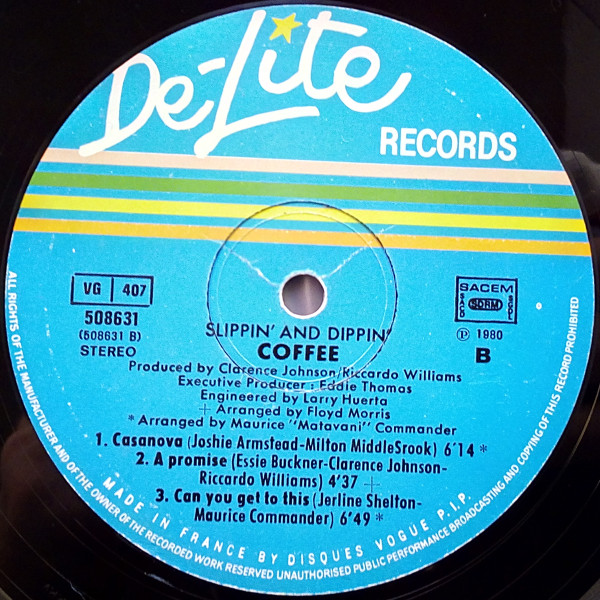 De-Lite
RECORDS
VG | 407
508631
(508631 B)
STEREO
SACEM
SACD SDRM SGDL
Ⓟ 1980
B
SLIPPIN' AND DIPPIN'
COFFEE
Produced by Clarence Johnson/Riccardo Williams
Executive Producer : Eddie Thomas
Engineered by Larry Huerta
+ Arranged by Floyd Morris
*Arranged by Maurice "Matavani" Commander
1. Casanova (Joshie Armstead-Milton MiddleSrook) 6'14 *
2. A promise (Essie Buckner-Clarence Johnson-
Riccardo Williams) 4'37 +
3. Can you get to this (Jerline Shelton-
Maurice Commander) 6'49 *
MADE IN FRANCE BY DISQUES VOGUE P.I.P.
ALL RIGHTS OF THE MANUFACTURER AND OF THE OWNER OF THE RECORDED WORK RESERVED UNAUTHORISED PUBLIC PERFORMANCE BROADCASTING AND COPYING OF THIS RECORD PROHIBITED